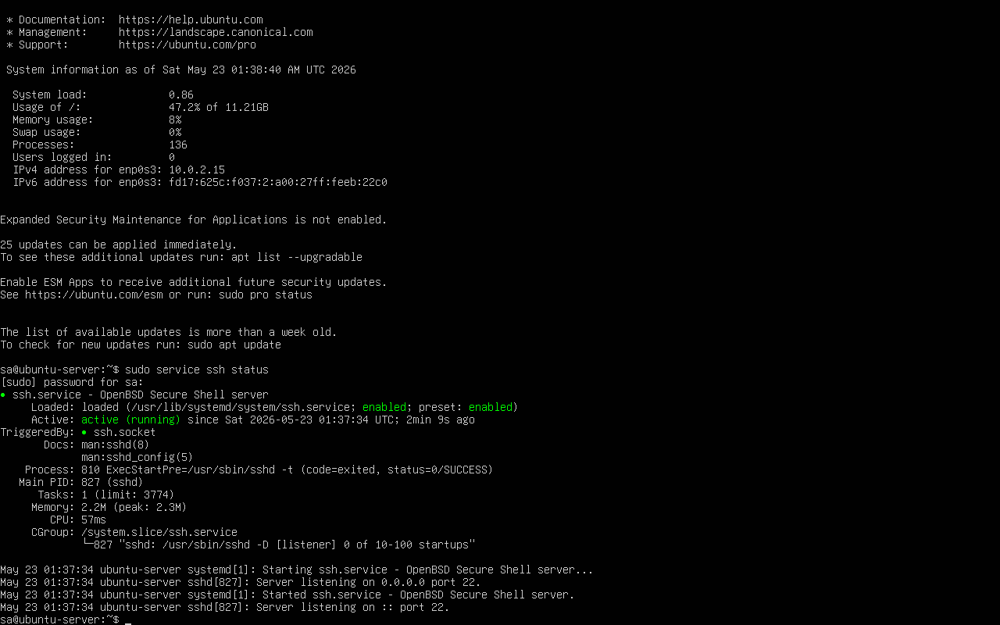 * Documentation:  https://help.ubuntu.com
 * Management:     https://landscape.canonical.com
 * Support:        https://ubuntu.com/pro

 System information as of Sat May 23 01:38:40 AM UTC 2026

  System load:             0.86
  Usage of /:              47.2% of 11.21GB
  Memory usage:            8%
  Swap usage:              0%
  Processes:               136
  Users logged in:         0
  IPv4 address for enp0s3: 10.0.2.15
  IPv6 address for enp0s3: fd17:625c:f037:2:a00:27ff:feeb:22c0


Expanded Security Maintenance for Applications is not enabled.

25 updates can be applied immediately.
To see these additional updates run: apt list --upgradable

Enable ESM Apps to receive additional future security updates.
See https://ubuntu.com/esm or run: sudo pro status


The list of available updates is more than a week old.
To check for new updates run: sudo apt update

sa@ubuntu-server:~$ sudo service ssh status
[sudo] password for sa:
● ssh.service - OpenBSD Secure Shell server
     Loaded: loaded (/usr/lib/systemd/system/ssh.service; enabled; preset: enabled)
     Active: active (running) since Sat 2026-05-23 01:37:34 UTC; 2min 9s ago
TriggeredBy: ● ssh.socket
       Docs: man:sshd(8)
             man:sshd_config(5)
    Process: 810 ExecStartPre=/usr/sbin/sshd -t (code=exited, status=0/SUCCESS)
   Main PID: 827 (sshd)
      Tasks: 1 (limit: 3774)
     Memory: 2.2M (peak: 2.3M)
        CPU: 57ms
     CGroup: /system.slice/ssh.service
             └─827 "sshd: /usr/sbin/sshd -D [listener] 0 of 10-100 startups"

May 23 01:37:34 ubuntu-server systemd[1]: Starting ssh.service - OpenBSD Secure Shell server...
May 23 01:37:34 ubuntu-server sshd[827]: Server listening on 0.0.0.0 port 22.
May 23 01:37:34 ubuntu-server systemd[1]: Started ssh.service - OpenBSD Secure Shell server.
May 23 01:37:34 ubuntu-server sshd[827]: Server listening on :: port 22.
sa@ubuntu-server:~$ _